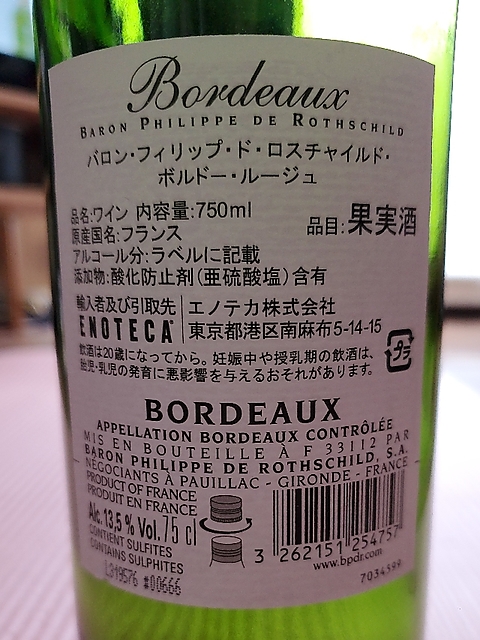 Bordeaux
BARON PHILIPPE DE ROTHSCHILD
バロン・フィリップ・ド・ロスチャイルド・
ボルドー・ルージュ
品名:ワイン 内容量:750ml
原産国名:フランス
品目:果実酒
アルコール分:ラベルに記載
添加物:酸化防止剤(亜硫酸塩)含有
輸入者及び引取先
ENOTECA
エノテカ株式会社
東京都港区南麻布5-14-15
飲酒は20歳になってから。妊娠中や授乳期の飲酒は、
胎児・乳児の発育に悪影響を与えるおそれがあります。
プラ
BORDEAUX
APPELLATION BORDEAUX CONTRÔLÉE
MIS EN BOUTEILLE À F 33112 PAR
BARON PHILIPPE DE ROTHSCHILD, S.A.
NÉGOCIANTS À PAUILLAC - GIRONDE - FRANCE
PRODUCT OF FRANCE
PRODUIT EN FRANCE
Alc. 13,5 % Vol. 75 cl
CONTIENT SULFITES
CONTAINS SULPHITES
L319576 #00666
3 262151 254757
www.bpdr.com
7034599